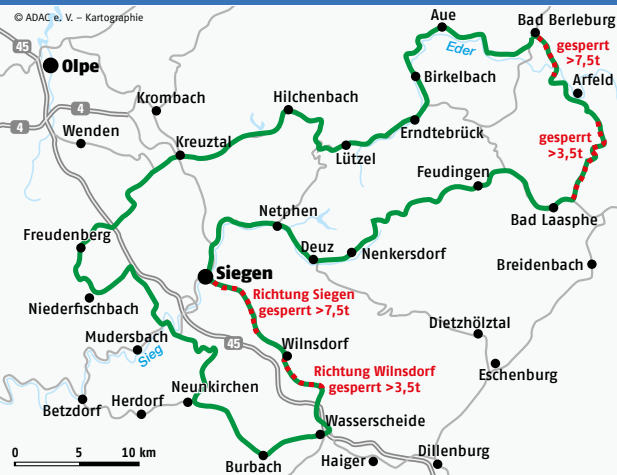 © ADAC e. V. – Kartographie
Aue
Bad Berleburg
45
Eder
gesperrt
>7,5t
Olpe
Birkelbach
Arfeld
Krombach
Hilchenbach
4
4
Wenden
Erndtebrück
gesperrt
>3,5t
Kreuztal
Lützel
Feudingen
Netphen
Bad Laasphe
Freudenberg
Deuz
Nenkersdorf
Breidenbach
Siegen
Richtung Siegen
gesperrt >7,5t
Niederfischbach
Dietzhölztal
Mudersbach
45
Wilnsdorf
Sieg
Richtung Wilnsdorf
gesperrt >3,5t
Eschenburg
Neunkirchen
Betzdorf
Herdorf
Wasserscheide
0 5 10 km
Burbach
Haiger
Dillenburg